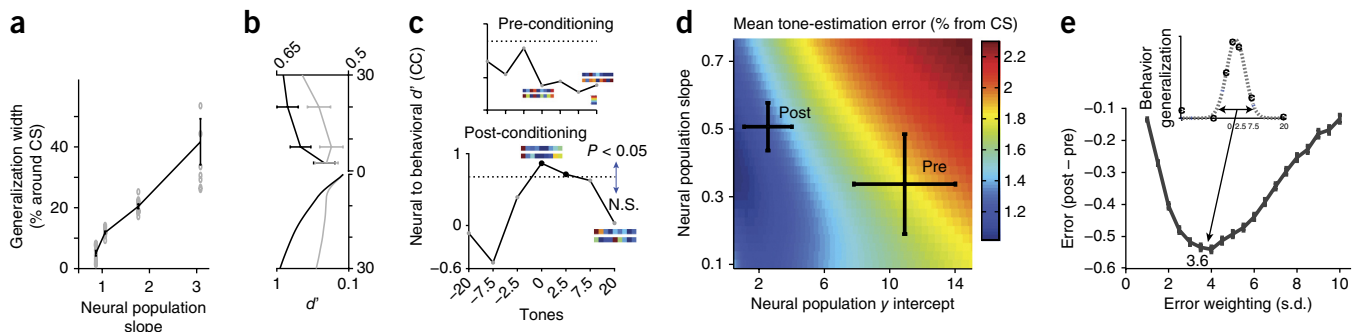 a
Generalization width
(% around CS)
40
20
0
1
2
3
Neural population
slope
b
0.65
0.5
30
0
30
1
0.1
d'
c
Neural to behavioral d' (CC)
Pre-conditioning
Post-conditioning
1
0
−0.6
P < 0.05
N.S.
−20
−7.5
−2.5
0
2.5
7.5
20
Tones
d
Mean tone-estimation error (% from CS)
Neural population slope
0.7
0.5
0.3
0.1
Post
Pre
2
6
10
14
Neural population y intercept
2.2
2.0
1.8
1.6
1.4
1.2
e
Behavior
generalization
0 2.5 7.5 20
Error (post – pre)
−0.1
−0.2
−0.3
−0.4
−0.5
−0.6
3.6
0
2
4
6
8
10
Error weighting (s.d.)